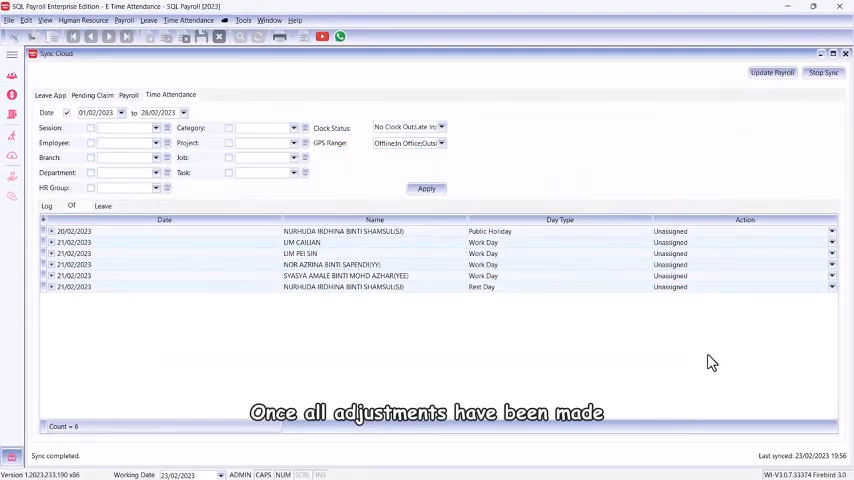 SQL Payroll Enterprise Edition - E Time Attendance - SQL Payroll [2023]
File Edit View Human Resource Payroll Leave Time Attendance Tools Window Help
Sync Cloud
Update Payroll Stop Sync
Leave App Pending Claim Payroll Time Attendance
Date 01/02/2023 to 28/02/2023
Session: Category: Clock Status: No Clock Out;Late In;
Employee: Project: GPS Range: Offline;In Office;Outsi
Branch: Job:
Department: Task:
HR Group: Apply
Log OT Leave
Date Name Day Type Action
20/02/2023 NURHUDA IRDHINA BINTI SHAMSUL(SJ) Public Holiday Unassigned
21/02/2023 LIM CAILIAN Work Day Unassigned
21/02/2023 LIM PEI SIN Work Day Unassigned
21/02/2023 NOR AZRINA BINTI SAPENDI(YY) Work Day Unassigned
21/02/2023 SYASYA AMALE BINTI MOHD AZHAR(YEE) Work Day Unassigned
21/02/2023 NURHUDA IRDHINA BINTI SHAMSUL(SJ) Rest Day Unassigned
Once all adjustments have been made
Count = 6
Sync completed. Last synced: 23/02/2023 19:56
Version 1.2023.233.190 x86 Working Date 23/02/2023 ADMIN CAPS NUM SCRL INS WI-V3.0.7.33374 Firebird 3.0